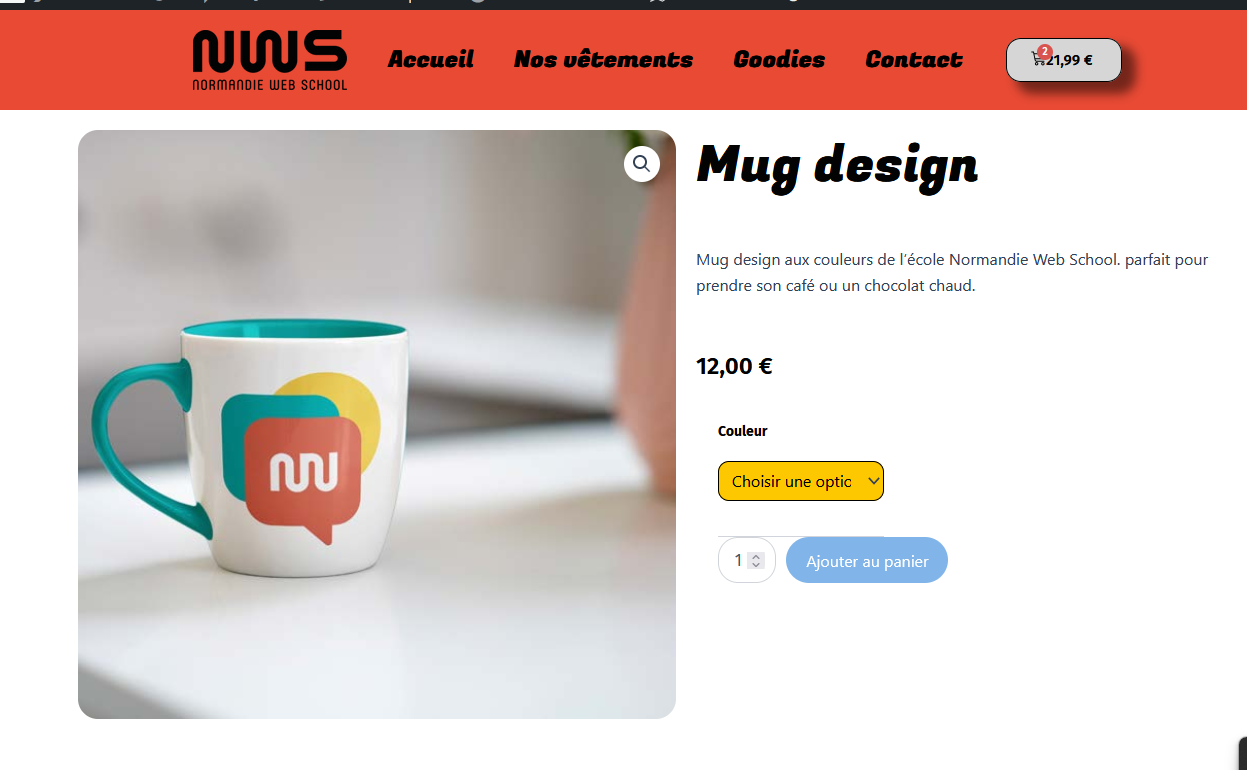 NWS
NORMANDIE WEB SCHOOL
Accueil
Nos vêtements
Goodies
Contact
2
21,99 €
Mug design
Mug design aux couleurs de l’école Normandie Web School. parfait pour
prendre son café ou un chocolat chaud.
12,00 €
Couleur
Choisir une optic
1
Ajouter au panier